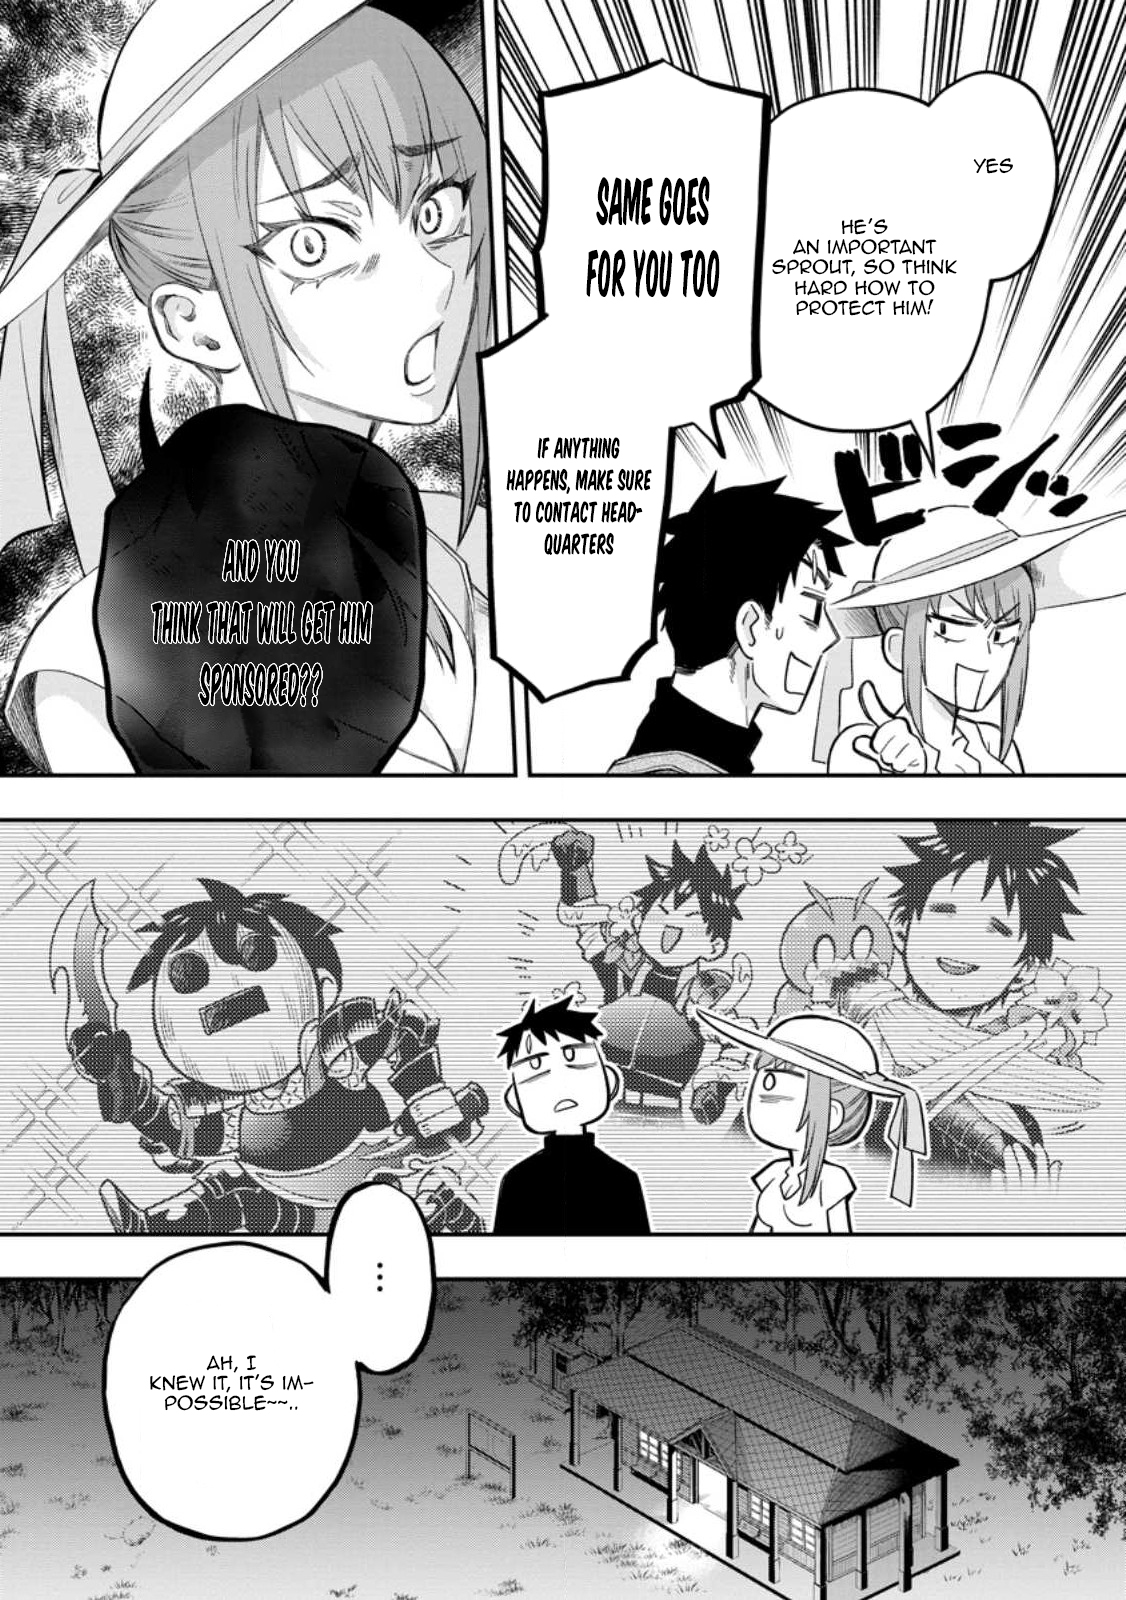 YES
HE'S
AN IMPORTANT
SPROUT, SO THINK
HARD HOW TO
PROTECT HIM!
ビシッ
SAME GOES
FOR YOU TOO
IF ANYTHING
HAPPENS, MAKE SURE
TO CONTACT HEAD-
QUARTERS
AND YOU
THINK THAT WILL GET HIM
SPONSORED??
...
AH, I
KNEW IT, IT'S IM-
POSSIBLE~~..